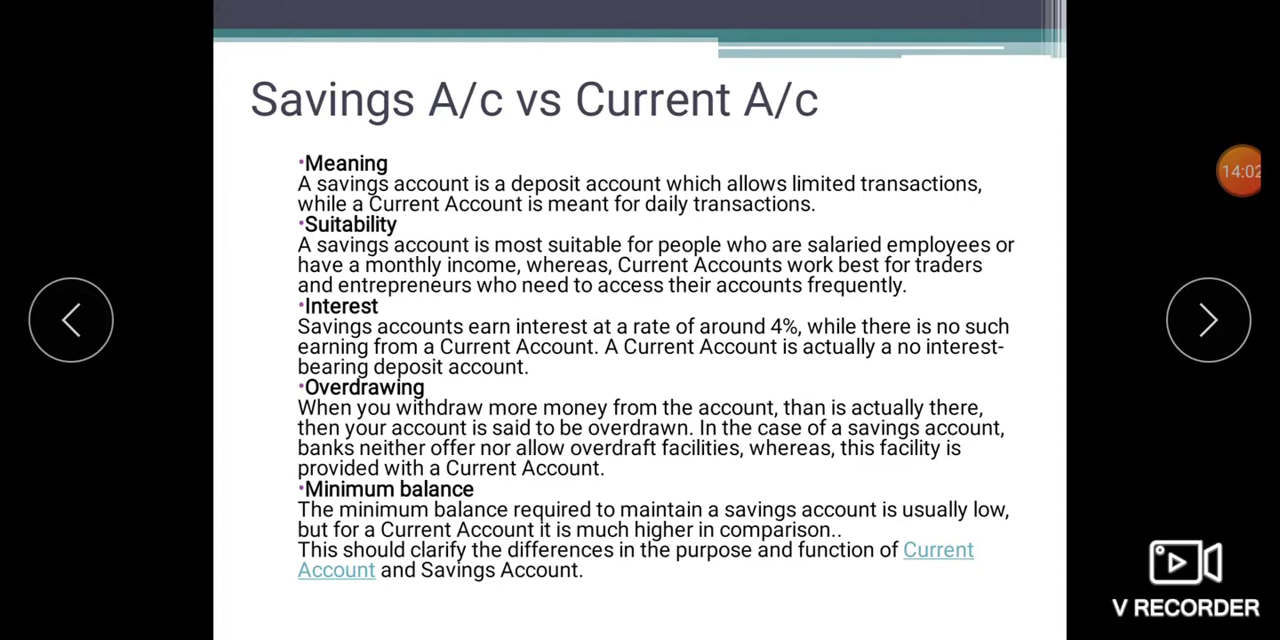 Savings A/c vs Current A/c
•Meaning
A savings account is a deposit account which allows limited transactions,
while a Current Account is meant for daily transactions.
•Suitability
A savings account is most suitable for people who are salaried employees or
have a monthly income, whereas, Current Accounts work best for traders
and entrepreneurs who need to access their accounts frequently.
•Interest
Savings accounts earn interest at a rate of around 4%, while there is no such
earning from a Current Account. A Current Account is actually a no interest-
bearing deposit account.
•Overdrawing
When you withdraw more money from the account, than is actually there,
then your account is said to be overdrawn. In the case of a savings account,
banks neither offer nor allow overdraft facilities, whereas, this facility is
provided with a Current Account.
•Minimum balance
The minimum balance required to maintain a savings account is usually low,
but for a Current Account it is much higher in comparison..
This should clarify the differences in the purpose and function of Current
Account and Savings Account.
14:02
V RECORDER